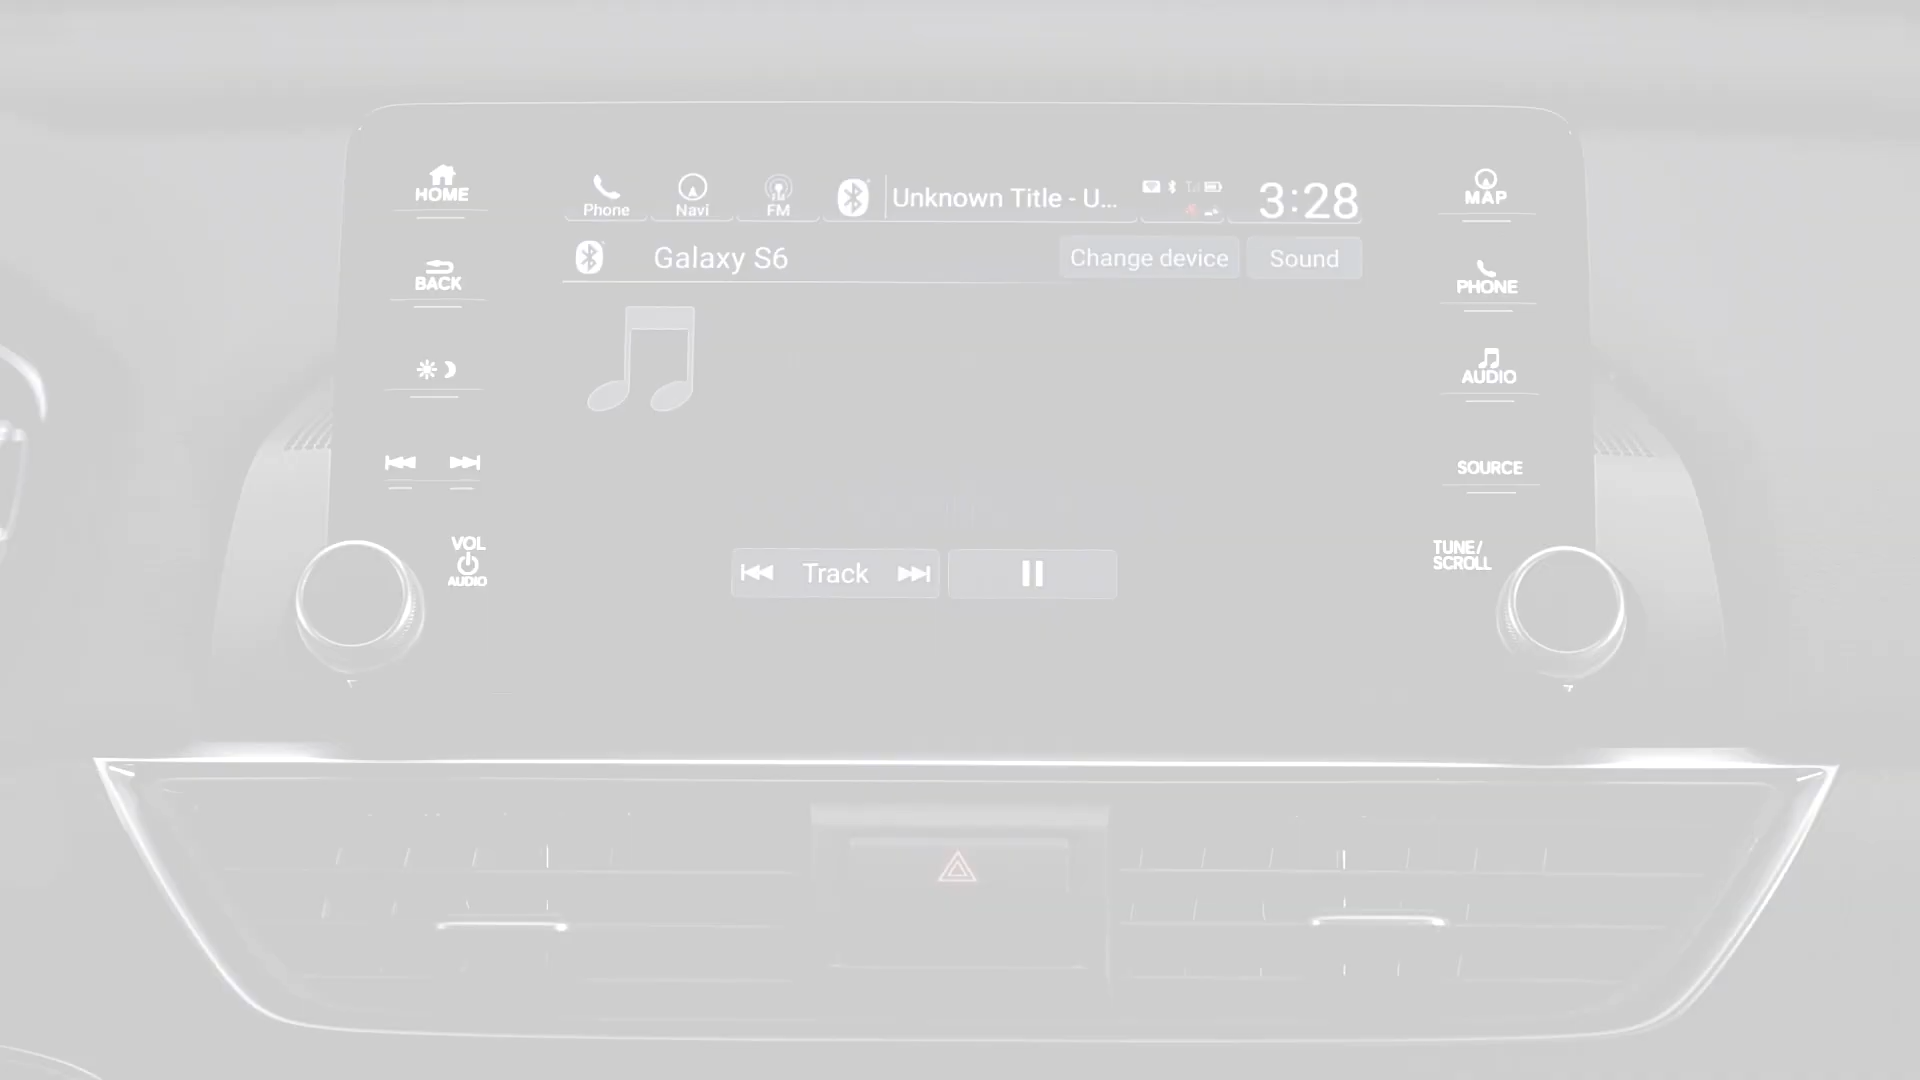 HOME
BACK
VOL
AUDIO
Phone
Navi
FM
Unknown Title - U...
3:28
Galaxy S6
Change device
Sound
Track
MAP
PHONE
AUDIO
SOURCE
TUNE/
SCROLL